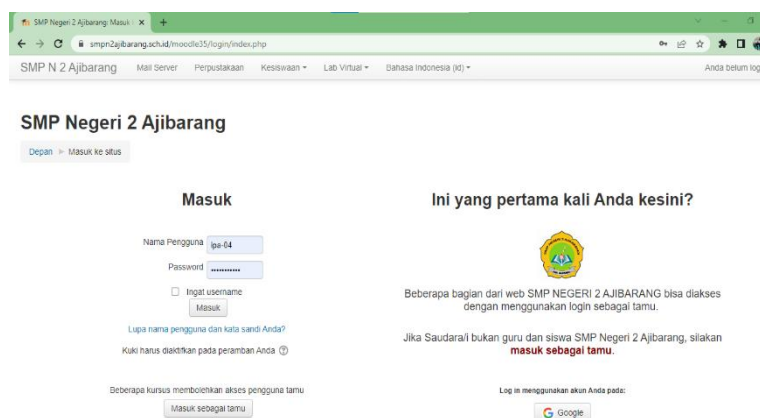 SMP Negeri 2 Ajibarang: Masuk
smpn2ajibarang.sch.id/moodle35/login/index.php
SMP N 2 Ajibarang Mail Server Perpustakaan Kesiswaan Lab Virtual Bahasa Indonesia (id) Anda belum log
SMP Negeri 2 Ajibarang
Depan Masuk ke situs
Masuk
Nama Pengguna ipa-04
Password
Ingat username
Masuk
Lupa nama pengguna dan kata sandi Anda?
Kuki harus diaktifkan pada peramban Anda
Beberapa kursus membolehkan akses pengguna tamu
Masuk sebagai tamu
Ini yang pertama kali Anda kesini?
Beberapa bagian dari web SMP NEGERI 2 AJIBARANG bisa diakses
dengan menggunakan login sebagai tamu.
Jika Saudara/i bukan guru dan siswa SMP Negeri 2 Ajibarang, silakan
masuk sebagai tamu.
Log in menggunakan akun Anda pada:
Google